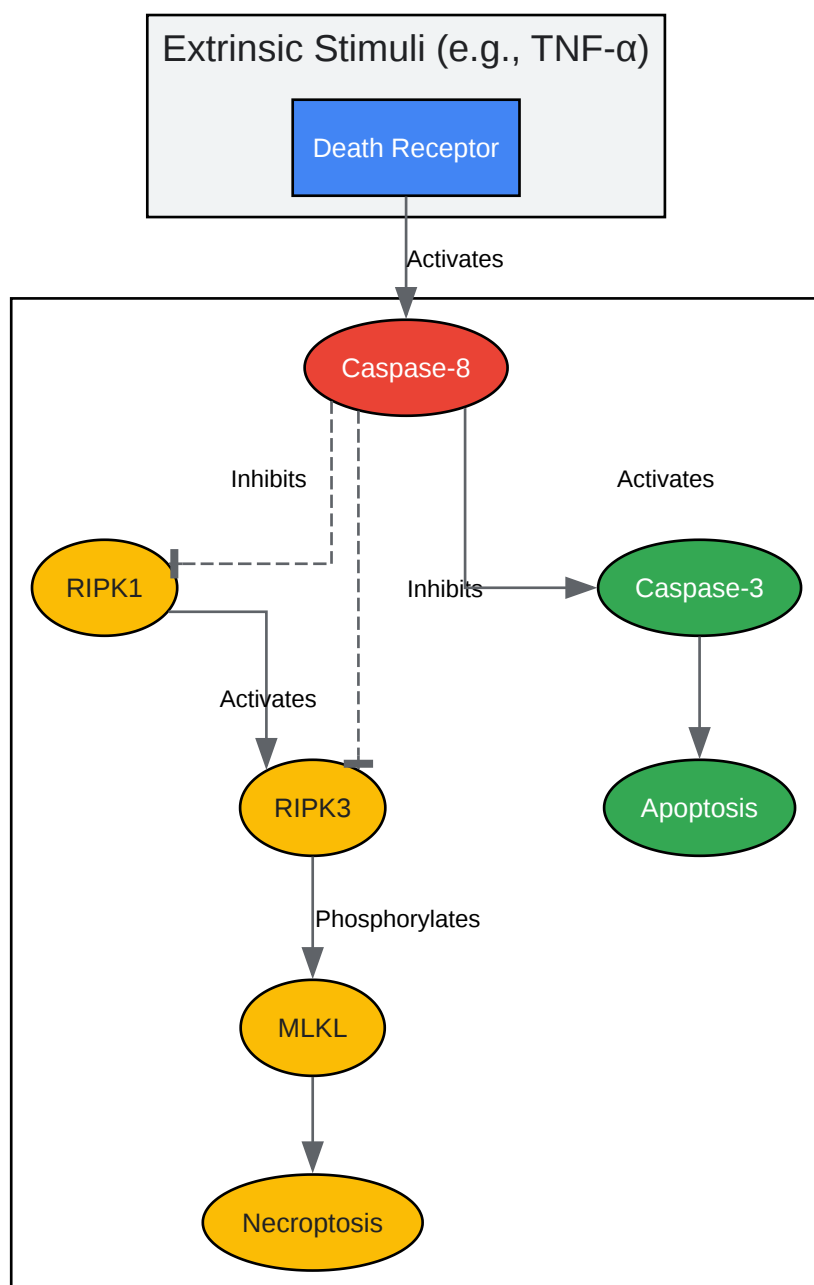 Extrinsic Stimuli (e.g., TNF-α)
Death Receptor
Activates
Caspase-8
Inhibits
Activates
RIPK1
Inhibits
Caspase-3
Activates
RIPK3
Apoptosis
Phosphorylates
MLKL
Necroptosis